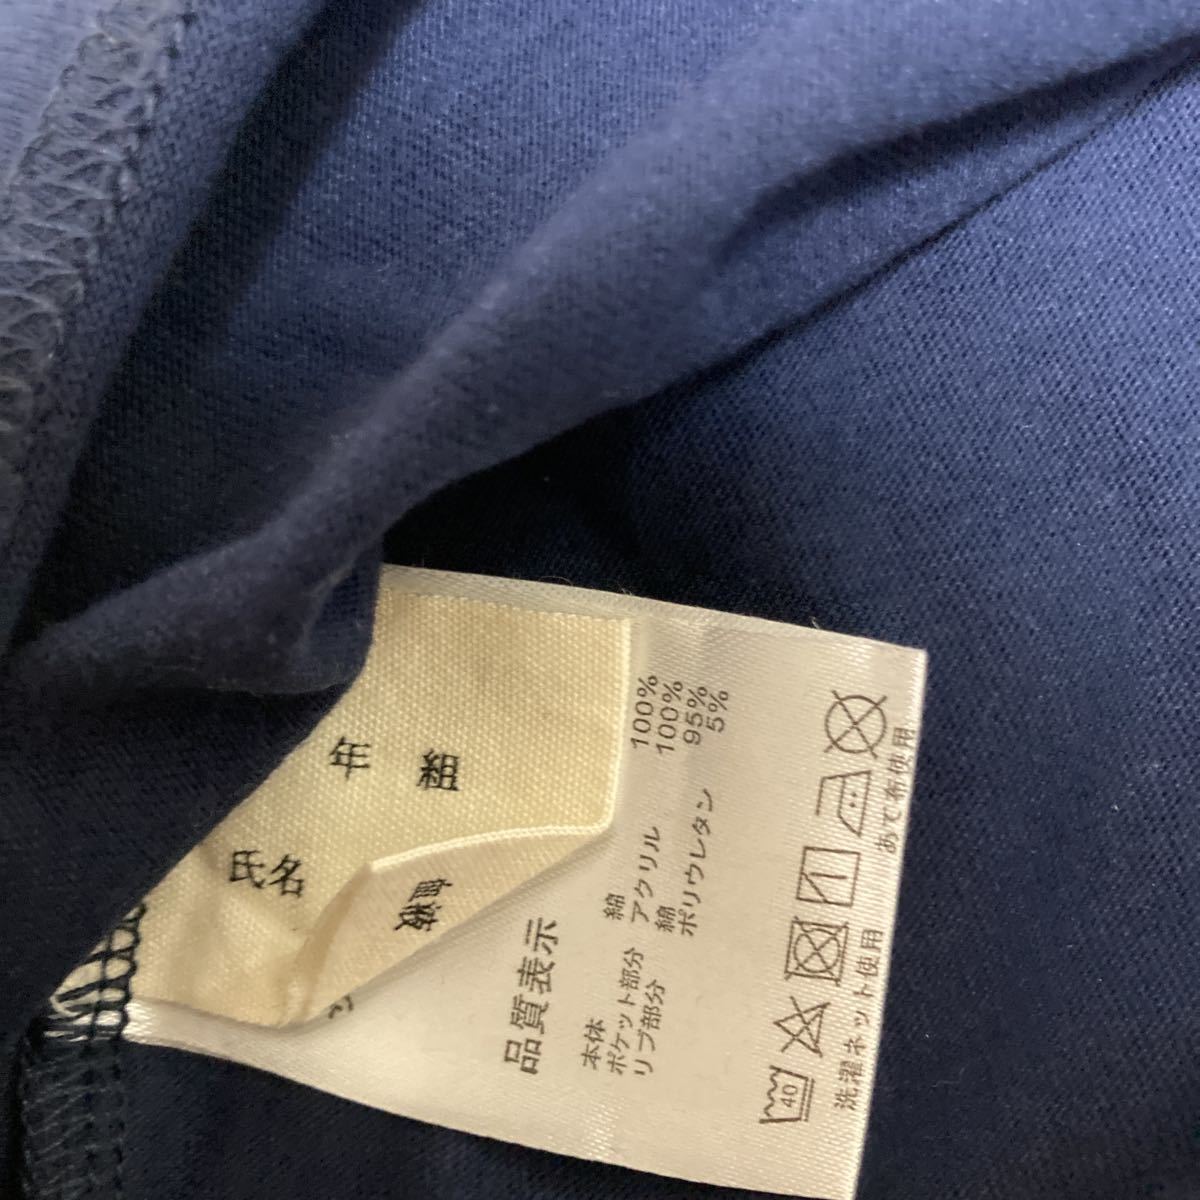 品質表示
本体 綿 100%
ポケット部分 アクリル 100%
リブ部分 綿 95%
ポリウレタン 5%
40
洗濯ネット使用
あて布使用
年 組
氏名